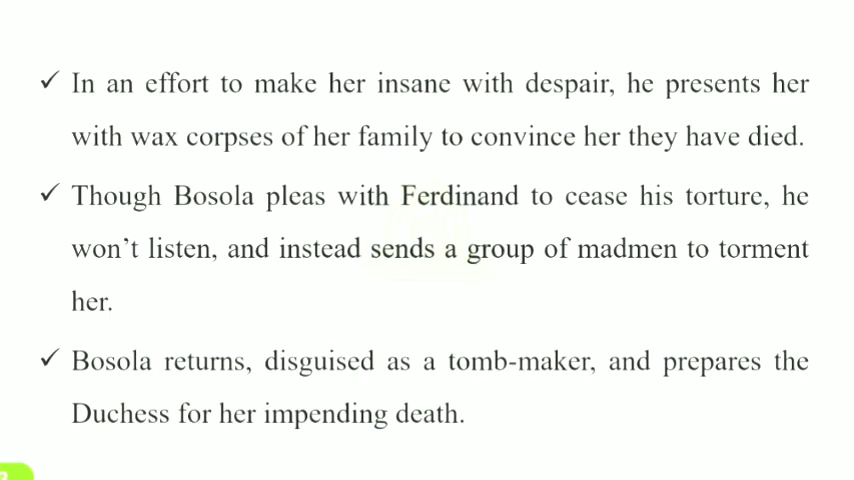 ✓ In an effort to make her insane with despair, he presents her
with wax corpses of her family to convince her they have died.
✓ Though Bosola pleas with Ferdinand to cease his torture, he
won't listen, and instead sends a group of madmen to torment
her.
✓ Bosola returns, disguised as a tomb-maker, and prepares the
Duchess for her impending death.